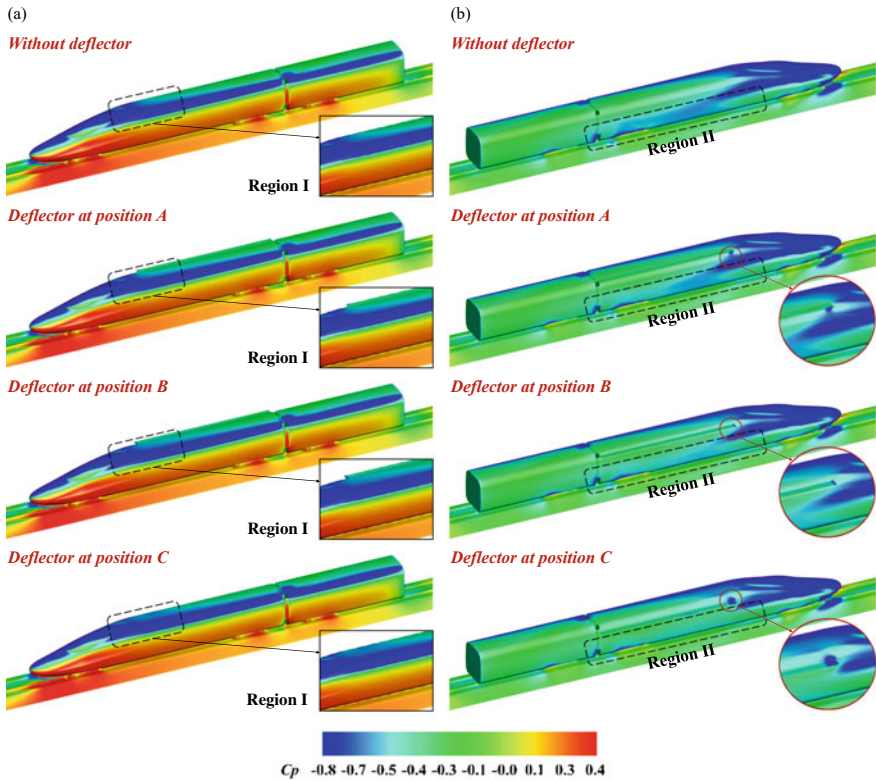 (a)
(b)
Without deflector
Without deflector
Region I
Region II
Deflector at position A
Deflector at position A
Region I
Region II
Deflector at position B
Deflector at position B
Region I
Region II
Deflector at position C
Deflector at position C
Region I
Region II
Cp -0.8 -0.7 -0.5 -0.4 -0.3 -0.2 -0.1 -0.0 0.1 0.3 0.4